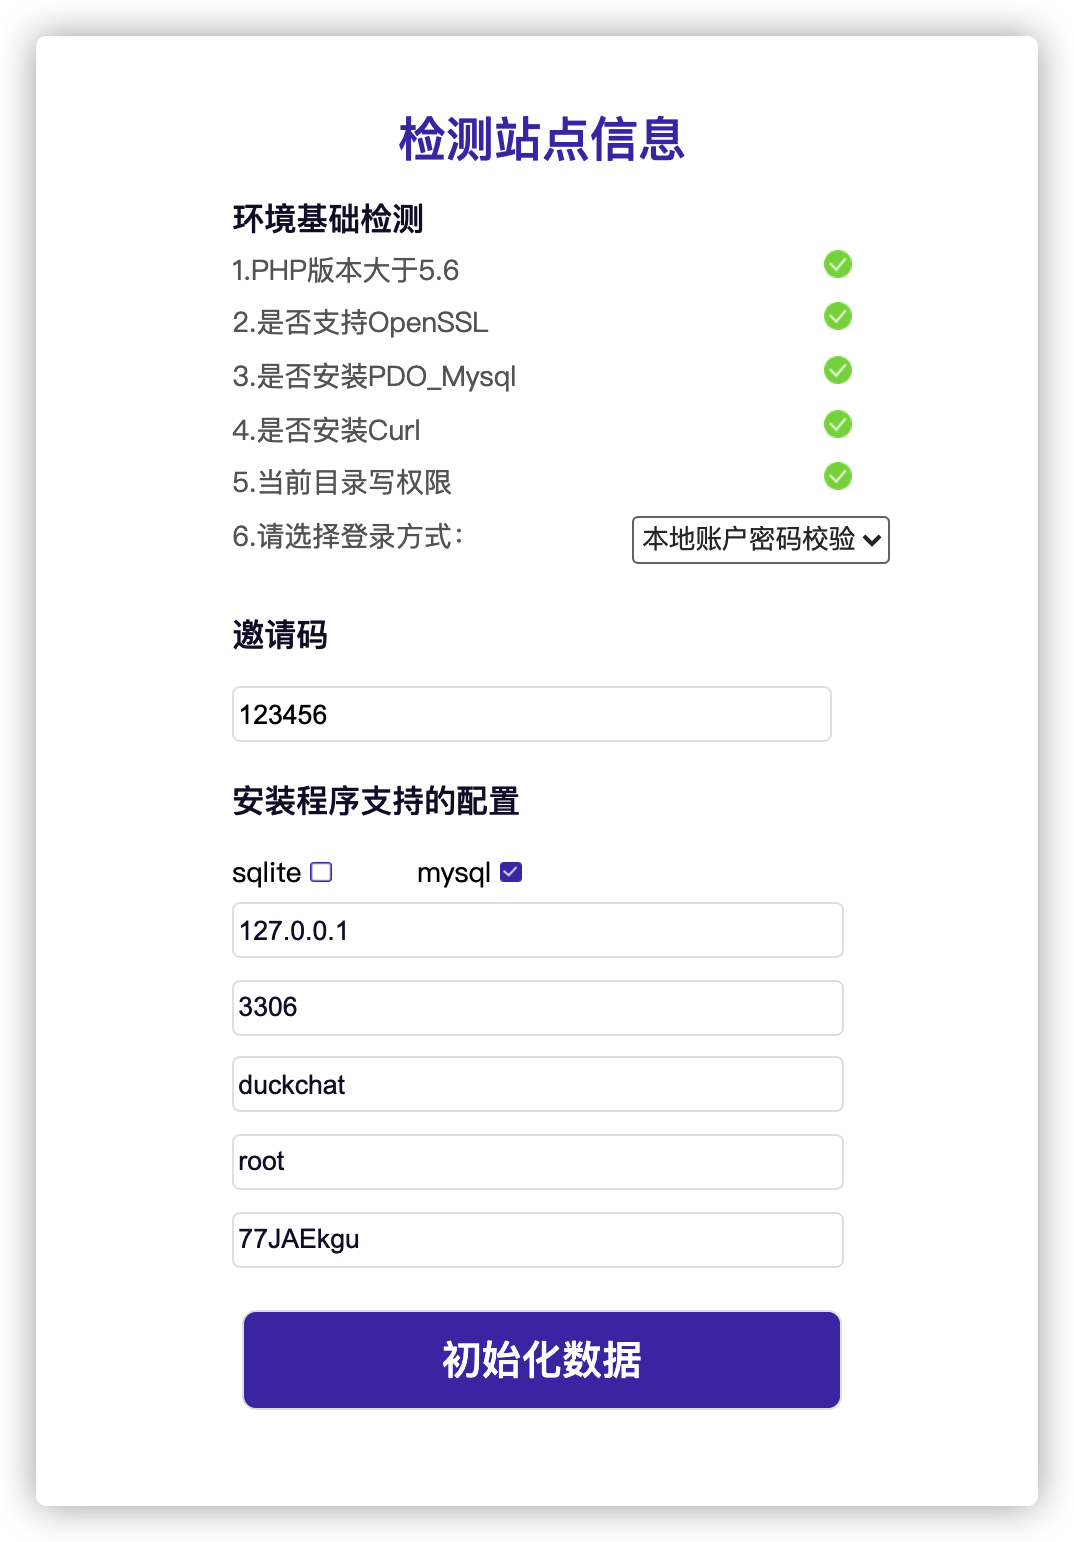 检测站点信息
环境基础检测
1.PHP版本大于5.6
2.是否支持OpenSSL
3.是否安装PDO_Mysql
4.是否安装Curl
5.当前目录写权限
6.请选择登录方式： 本地账户密码校验
邀请码
123456
安装程序支持的配置
sqlite mysql
127.0.0.1
3306
duckchat
root
77JAEkgu
初始化数据